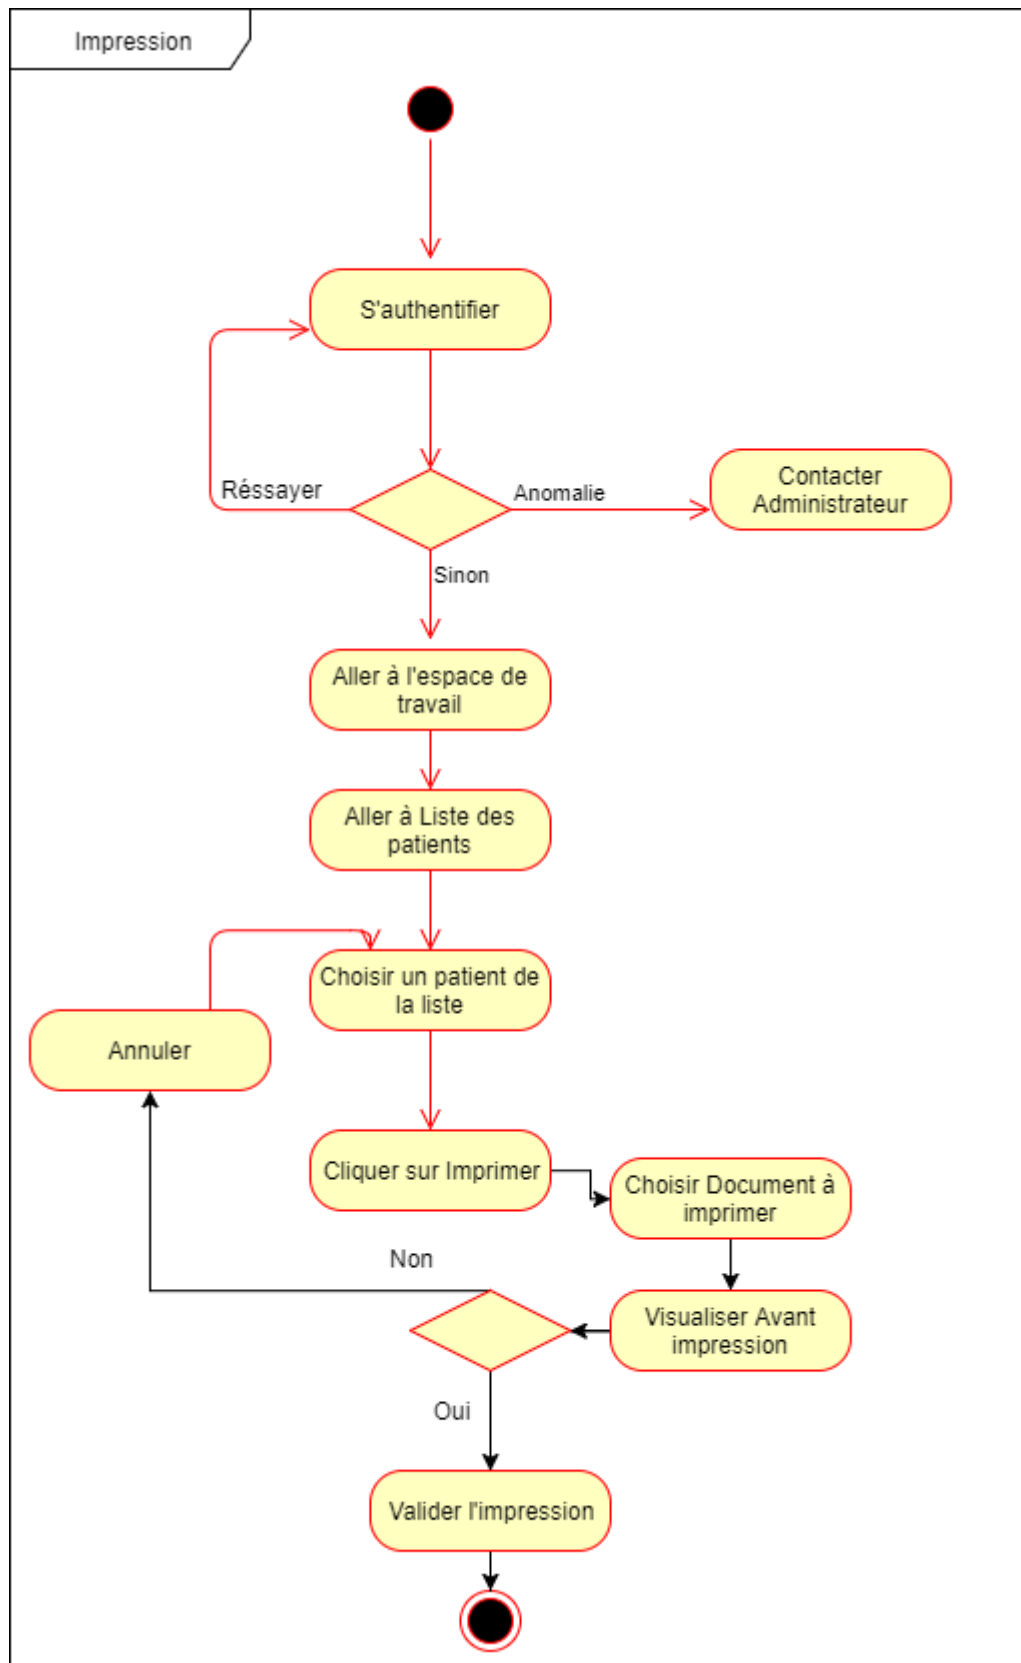 Impression
S'authentifier
Réssayer
Anomalie
Contacter
Administrateur
Sinon
Aller à l'espace de
travail
Aller à Liste des
patients
Choisir un patient de
la liste
Annuler
Cliquer sur Imprimer
Choisir Document à
imprimer
Non
Visualiser Avant
impression
Oui
Valider l'impression